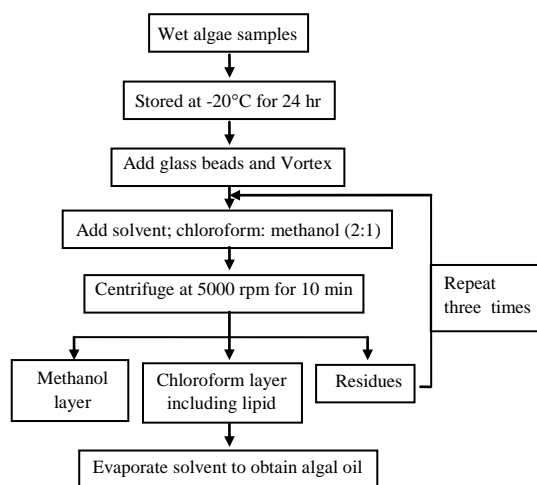 Wet algae samples
Stored at -20°C for 24 hr
Add glass beads and Vortex
Add solvent; chloroform: methanol (2:1)
Centrifuge at 5000 rpm for 10 min
Repeat
three times
Methanol
layer
Chloroform layer
including lipid
Residues
Evaporate solvent to obtain algal oil